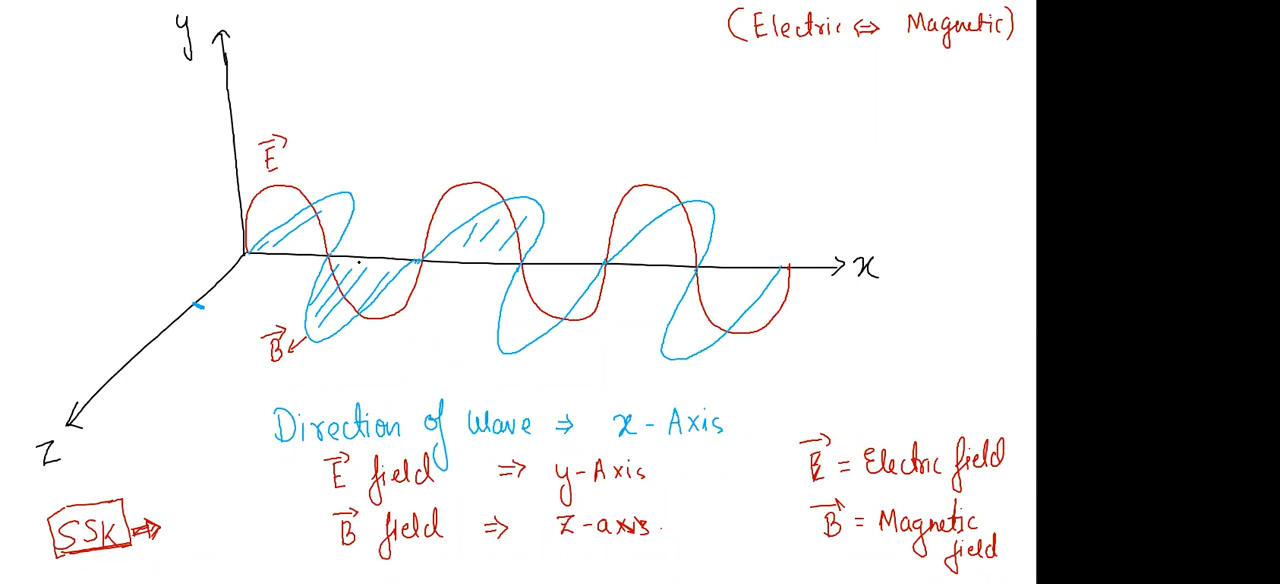 (Electric ⇔ Magnetic)
y
E⃗
x
B⃗
z
Direction of Wave ⇒ x-Axis
E⃗ field ⇒ y-Axis
B⃗ field ⇒ z-axis.
E⃗ = Electric field
B⃗ = Magnetic
field
SSK ⇒